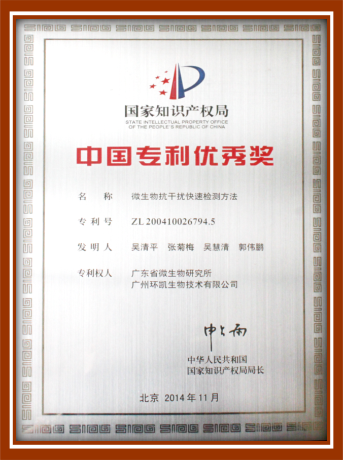 国家知识产权局
STATE INTELLECTUAL PROPERTY OFFICE
OF THE PEOPLE'S REPUBLIC OF CHINA
中国专利优秀奖
名 称 微生物抗干扰快速检测方法
专 利 号 ZL200410026794.5
发 明 人 吴清平 张菊梅 吴慧清 郭伟鹏
专利权人 广东省微生物研究所
广州环凯生物技术有限公司
中华人民共和国
国家知识产权局局长
北京 2014年11月